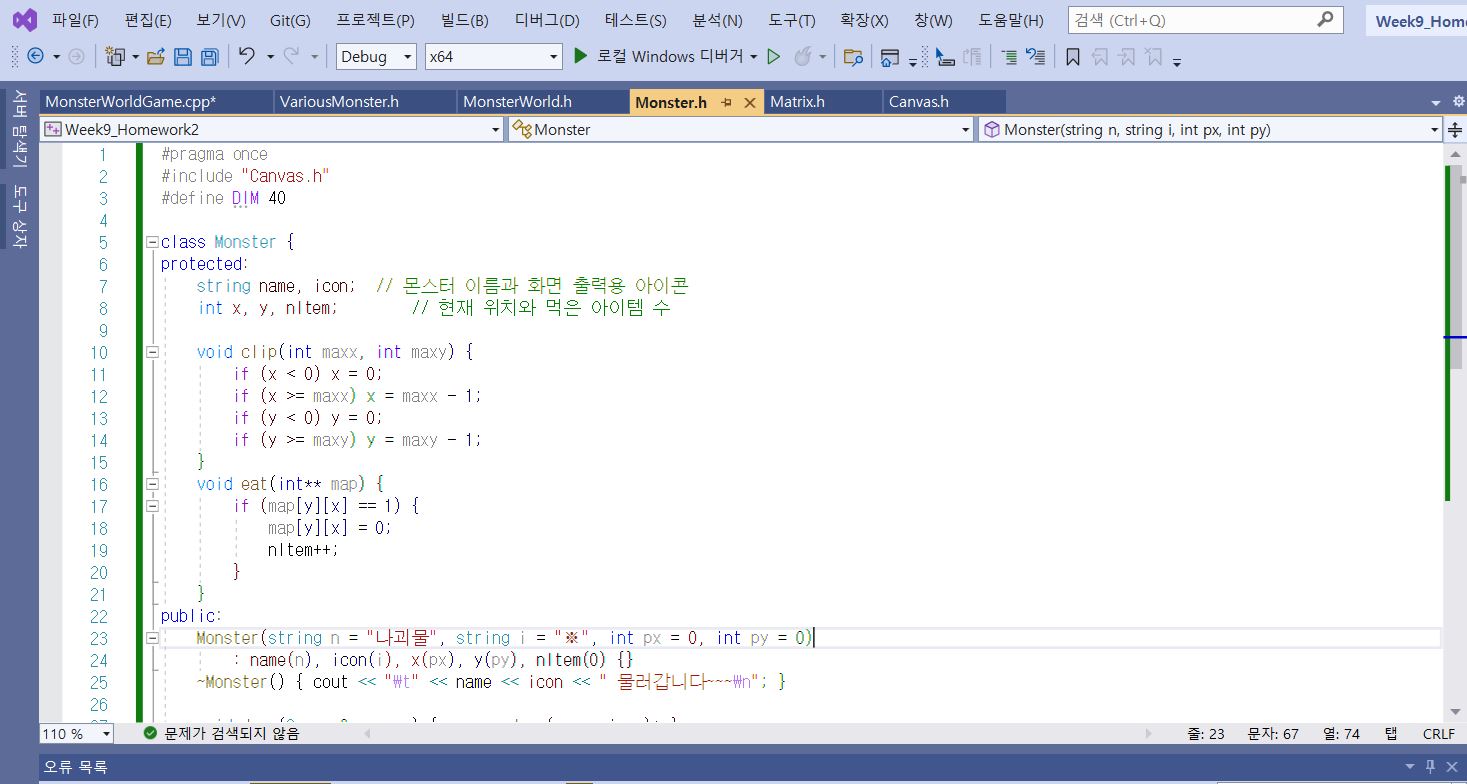 파일(F) 편집(E) 보기(V) Git(G) 프로젝트(P) 빌드(B) 디버그(D) 테스트(S) 분석(N) 도구(T) 확장(X) 창(W) 도움말(H) 검색 (Ctrl+Q) Week9_Hom
Debug x64 로컬 Windows 디버거
서버 탐색기
도구 상자
MonsterWorldGame.cpp* VariousMonster.h MonsterWorld.h Monster.h Matrix.h Canvas.h
Week9_Homework2 Monster Monster(string n, string i, int px, int py)
1 #pragma once
2 #include "Canvas.h"
3 #define DIM 40
4
5 class Monster {
6 protected:
7 string name, icon; // 몬스터 이름과 화면 출력용 아이콘
8 int x, y, nItem; // 현재 위치와 먹은 아이템 수
9
10 void clip(int maxx, int maxy) {
11 if (x < 0) x = 0;
12 if (x >= maxx) x = maxx - 1;
13 if (y < 0) y = 0;
14 if (y >= maxy) y = maxy - 1;
15 }
16 void eat(int** map) {
17 if (map[y][x] == 1) {
18 map[y][x] = 0;
19 nItem++;
20 }
21 }
22 public:
23 Monster(string n = "나괴물", string i = "※", int px = 0, int py = 0)
24 : name(n), icon(i), x(px), y(py), nItem(0) {}
25 ~Monster() { cout << "₩t" << name << icon << " 물러갑니다~~~₩n"; }
26
110 % 문제가 검색되지 않음 줄: 23 문자: 67 열: 74 탭 CRLF
오류 목록